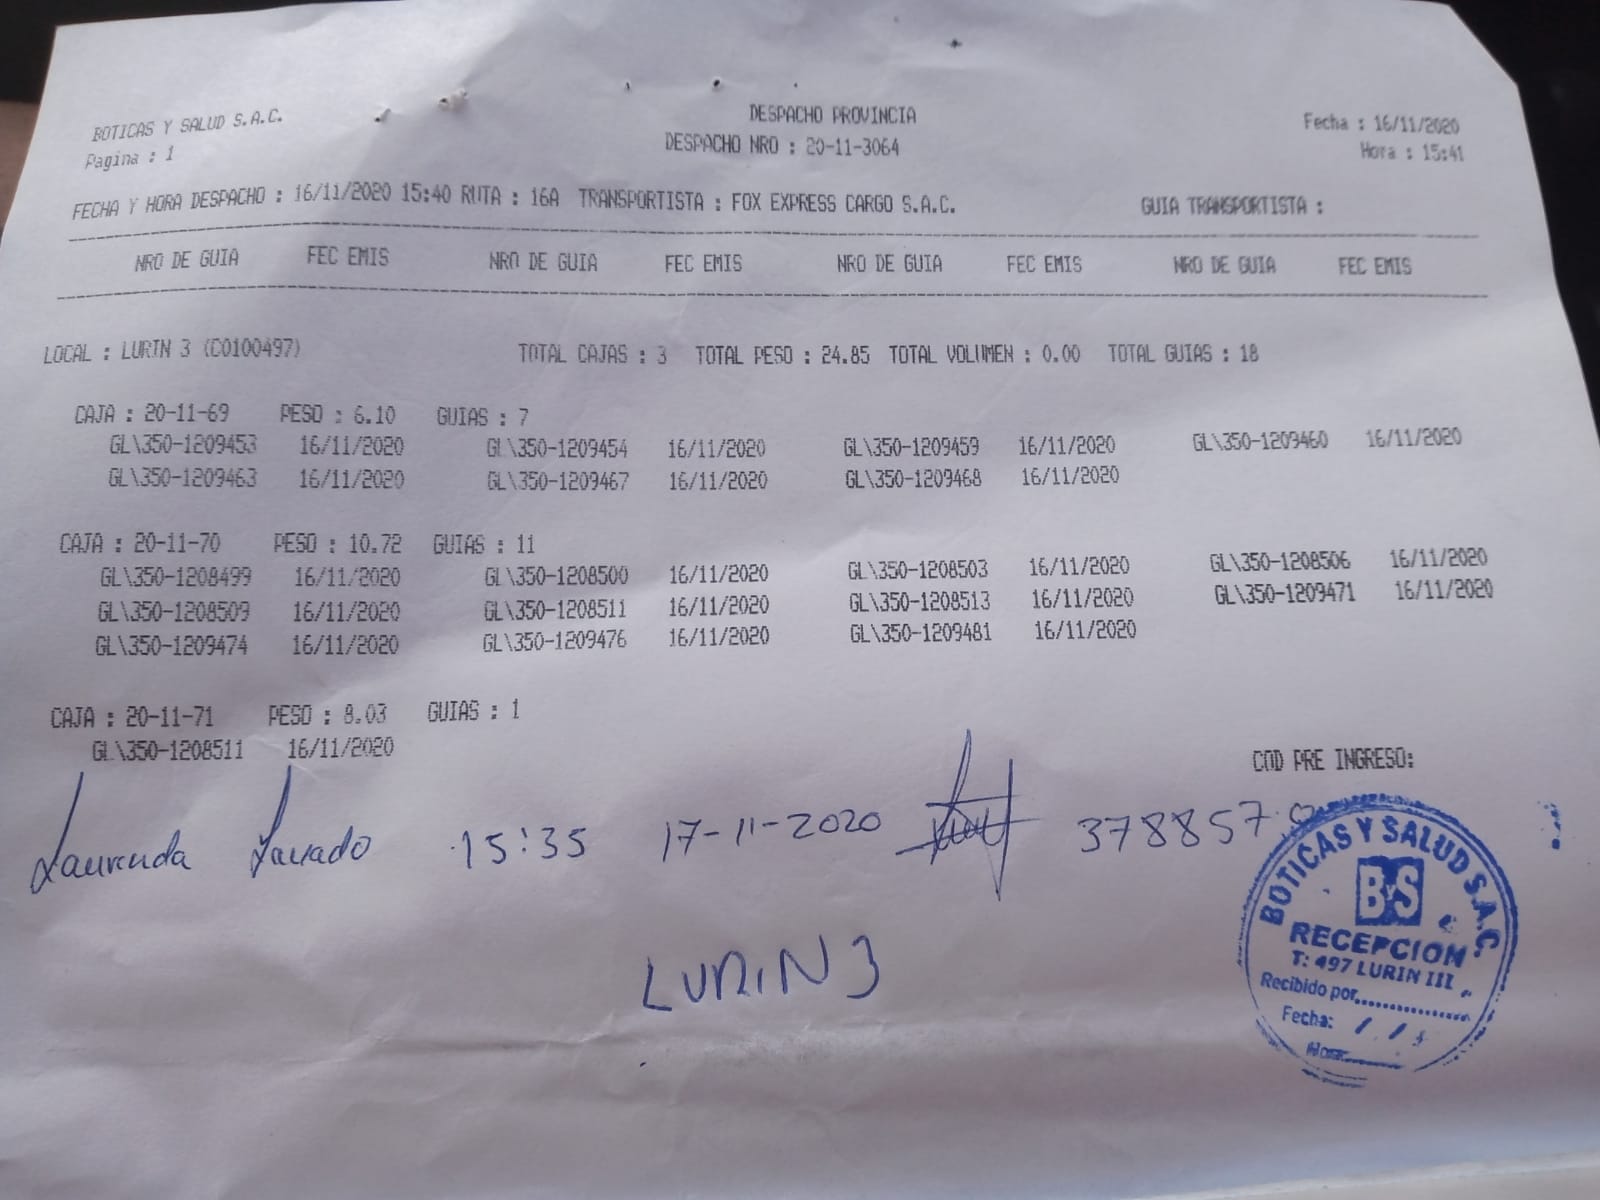 BOTICAS Y SALUD S.A.C. DESPACHO PROVINCIA Fecha : 16/11/2020
Pagina : 1 DESPACHO NRO : 20-11-3064 Hora : 15:41
FECHA Y HORA DESPACHO : 16/11/2020 15:40 RUTA : 16A TRANSPORTISTA : FOX EXPRESS CARGO S.A.C. GUIA TRANSPORTISTA :
NRO DE GUIA FEC EMIS NRO DE GUIA FEC EMIS NRO DE GUIA FEC EMIS NRO DE GUIA FEC EMIS
LOCAL : LURIN 3 (C0100497) TOTAL CAJAS : 3 TOTAL PESO : 24.85 TOTAL VOLUMEN : 0.00 TOTAL GUIAS : 18
CAJA : 20-11-69 PESO : 6.10 GUIAS : 7
GL\350-1209453 16/11/2020 GL\350-1209454 16/11/2020 GL\350-1209459 16/11/2020 GL\350-1209460 16/11/2020
GL\350-1209463 16/11/2020 GL\350-1209467 16/11/2020 GL\350-1209468 16/11/2020
CAJA : 20-11-70 PESO : 10.72 GUIAS : 11
GL\350-1208499 16/11/2020 GL\350-1208500 16/11/2020 GL\350-1208503 16/11/2020 GL\350-1208506 16/11/2020
GL\350-1208509 16/11/2020 GL\350-1208511 16/11/2020 GL\350-1208513 16/11/2020 GL\350-1209471 16/11/2020
GL\350-1209474 16/11/2020 GL\350-1209476 16/11/2020 GL\350-1209481 16/11/2020
CAJA : 20-11-71 PESO : 8.03 GUIAS : 1
GL\350-1208511 16/11/2020
COD PRE INGRESO:
15:35 17-11-2020 3788570
LURIN 3
BOTICAS Y SALUD S.A.C.
ByS
RECEPCION
T: 497 LURIN III
Recibido por
Fecha:
Hora: